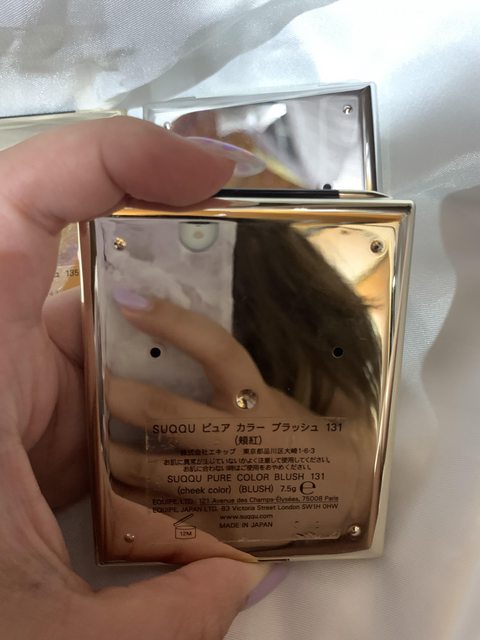 135
SUQQU ピュア カラー ブラッシュ 131
(頬紅)
株式会社エキップ 東京都品川区大崎1-6-3
お肌に異常が生じていないかよく注意して使用してください。
お肌に合わない時はご使用をおやめください。
SUQQU PURE COLOR BLUSH 131
(cheek color) (BLUSH) 7.5g ℮
EQUIPE, LTD. 121 Avenue des Champs-Élysées, 75008 Paris
EQUIPE, JAPAN LTD. 83 Victoria Street London SW1H 0HW
www.suqqu.com
12M
MADE IN JAPAN